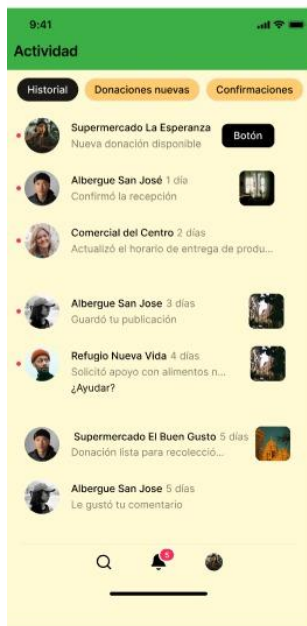 9:41
Actividad
Historial Donaciones nuevas Confirmaciones
Supermercado La Esperanza
Nueva donación disponible
Botón
Albergue San José 1 día
Confirmó la recepción
Comercial del Centro 2 días
Actualizó el horario de entrega de produ...
Albergue San Jose 3 días
Guardó tu publicación
Refugio Nueva Vida 4 días
Solicitó apoyo con alimentos n...
¿Ayudar?
Supermercado El Buen Gusto 5 días
Donación lista para recolecció...
Albergue San Jose 5 días
Le gustó tu comentario
5